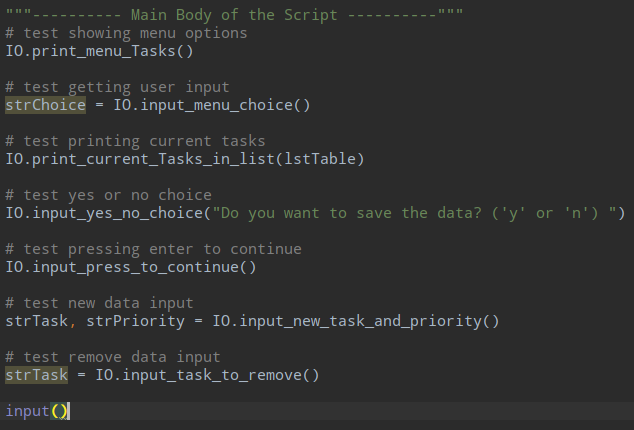 """---------- Main Body of the Script ----------"""
# test showing menu options
IO.print_menu_Tasks()
# test getting user input
strChoice = IO.input_menu_choice()
# test printing current tasks
IO.print_current_Tasks_in_list(lstTable)
# test yes or no choice
IO.input_yes_no_choice("Do you want to save the data? ('y' or 'n') ")
# test pressing enter to continue
IO.input_press_to_continue()
# test new data input
strTask, strPriority = IO.input_new_task_and_priority()
# test remove data input
strTask = IO.input_task_to_remove()
input()